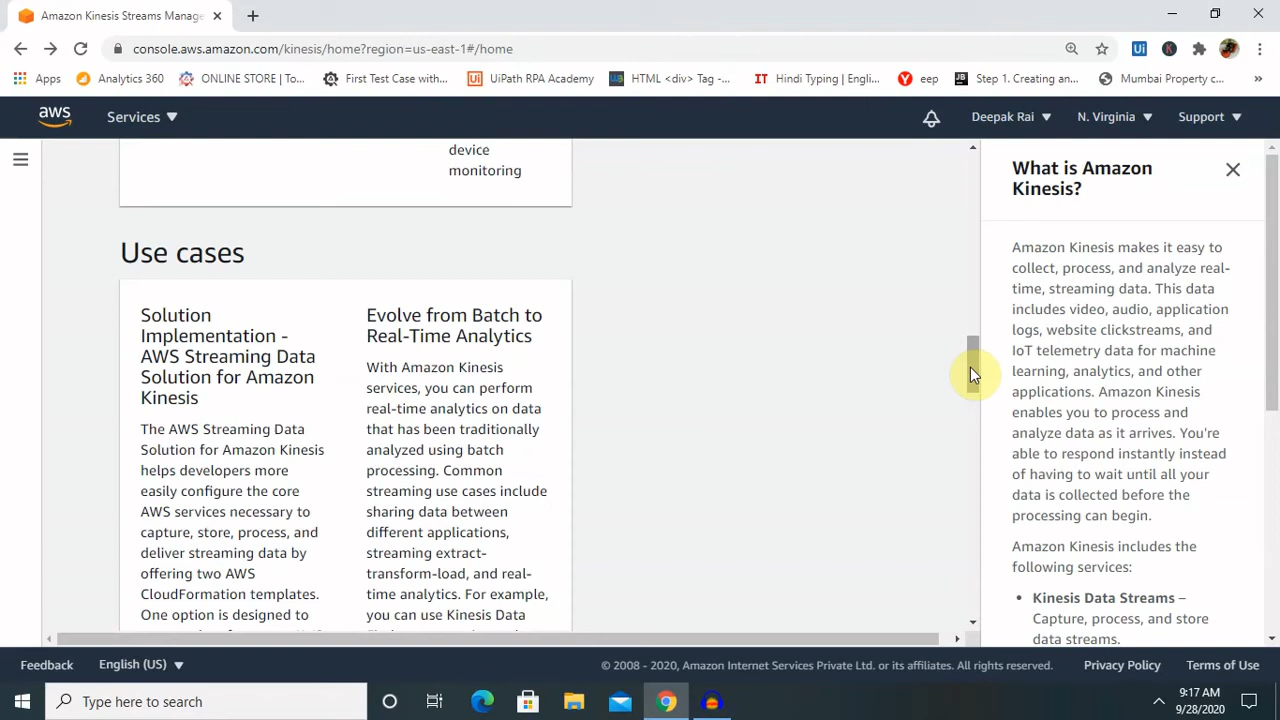 Amazon Kinesis Streams Manage
console.aws.amazon.com/kinesis/home?region=us-east-1#/home
Apps
Analytics 360
ONLINE STORE | To...
First Test Case with...
Ui
UiPath RPA Academy
HTML <div> Tag -...
IT
Hindi Typing | Engli...
eep
JB
Step 1. Creating an...
Mumbai Property c...
»
aws
Services
Deepak Rai
N. Virginia
Support
device
monitoring
Use cases
Solution
Implementation -
AWS Streaming Data
Solution for Amazon
Kinesis
The AWS Streaming Data
Solution for Amazon Kinesis
helps developers more
easily configure the core
AWS services necessary to
capture, store, process, and
deliver streaming data by
offering two AWS
CloudFormation templates.
One option is designed to
Evolve from Batch to
Real-Time Analytics
With Amazon Kinesis
services, you can perform
real-time analytics on data
that has been traditionally
analyzed using batch
processing. Common
streaming use cases include
sharing data between
different applications,
streaming extract-
transform-load, and real-
time analytics. For example,
you can use Kinesis Data
What is Amazon
Kinesis?
Amazon Kinesis makes it easy to
collect, process, and analyze real-
time, streaming data. This data
includes video, audio, application
logs, website clickstreams, and
IoT telemetry data for machine
learning, analytics, and other
applications. Amazon Kinesis
enables you to process and
analyze data as it arrives. You're
able to respond instantly instead
of having to wait until all your
data is collected before the
processing can begin.
Amazon Kinesis includes the
following services:
• Kinesis Data Streams –
Capture, process, and store
data streams.
Feedback
English (US)
© 2008 - 2020, Amazon Internet Services Private Ltd. or its affiliates. All rights reserved.
Privacy Policy
Terms of Use
Type here to search
9:17 AM
9/28/2020